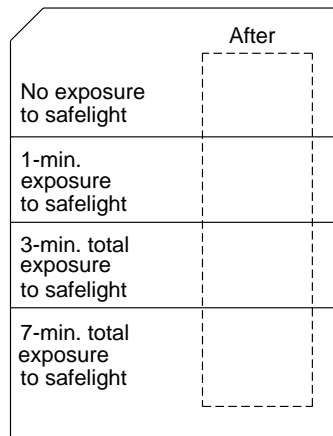 After
No exposure
to safelight
1-min.
exposure
to safelight
3-min. total
exposure
to safelight
7-min. total
exposure
to safelight